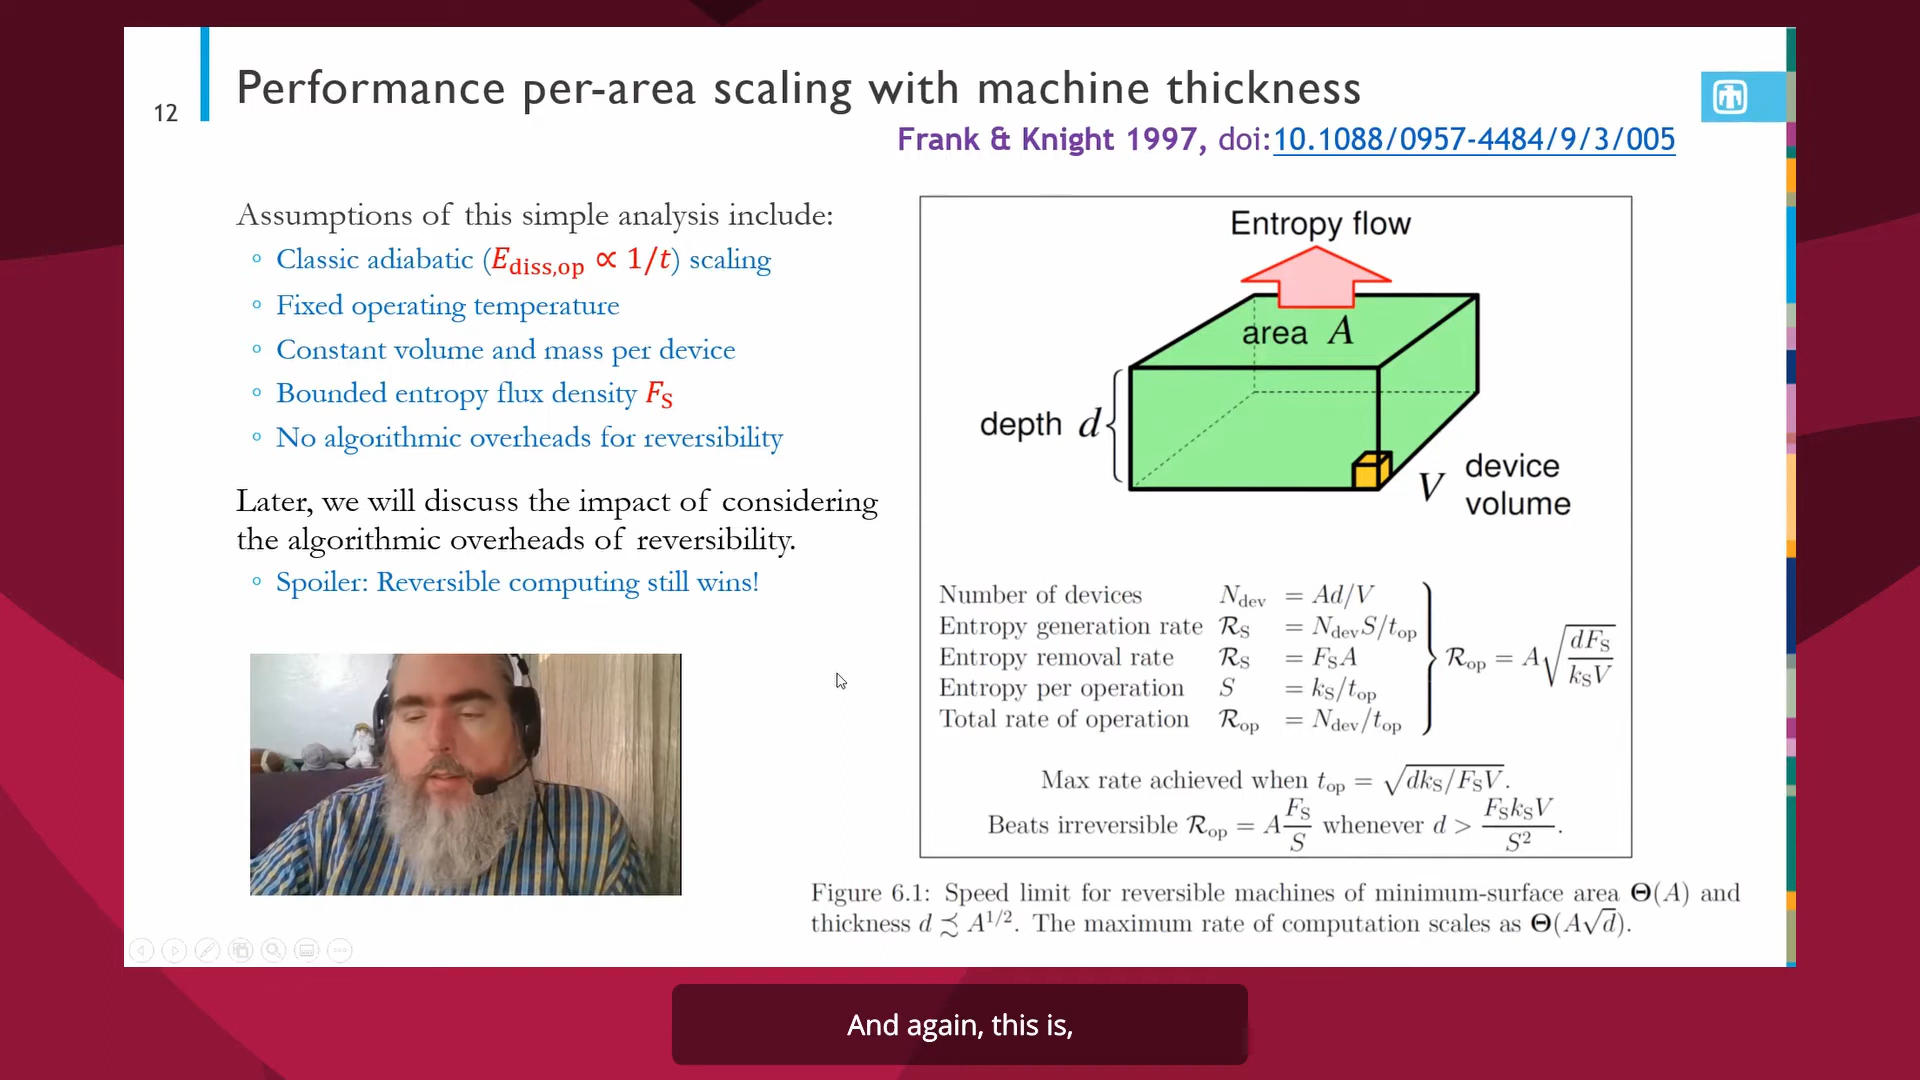 12
Performance per-area scaling with machine thickness
Frank & Knight 1997, doi:10.1088/0957-4484/9/3/005
Assumptions of this simple analysis include:
◦ Classic adiabatic (E_diss,op ∝ 1/t) scaling
◦ Fixed operating temperature
◦ Constant volume and mass per device
◦ Bounded entropy flux density F_S
◦ No algorithmic overheads for reversibility
Later, we will discuss the impact of considering
the algorithmic overheads of reversibility.
◦ Spoiler: Reversible computing still wins!
Entropy flow
area A
depth d
V device
volume
Number of devices N_dev = Ad/V
Entropy generation rate R_S = N_dev S/t_op
Entropy removal rate R_S = F_S A
Entropy per operation S = k_S/t_op
Total rate of operation R_op = N_dev/t_op
R_op = A√(dF_S/k_S V)
Max rate achieved when t_op = √(dk_S/F_S V).
Beats irreversible R_op = A F_S/S whenever d > F_S k_S V/S².
Figure 6.1: Speed limit for reversible machines of minimum-surface area Θ(A) and
thickness d ≾ A^1/2. The maximum rate of computation scales as Θ(A√d).
And again, this is,